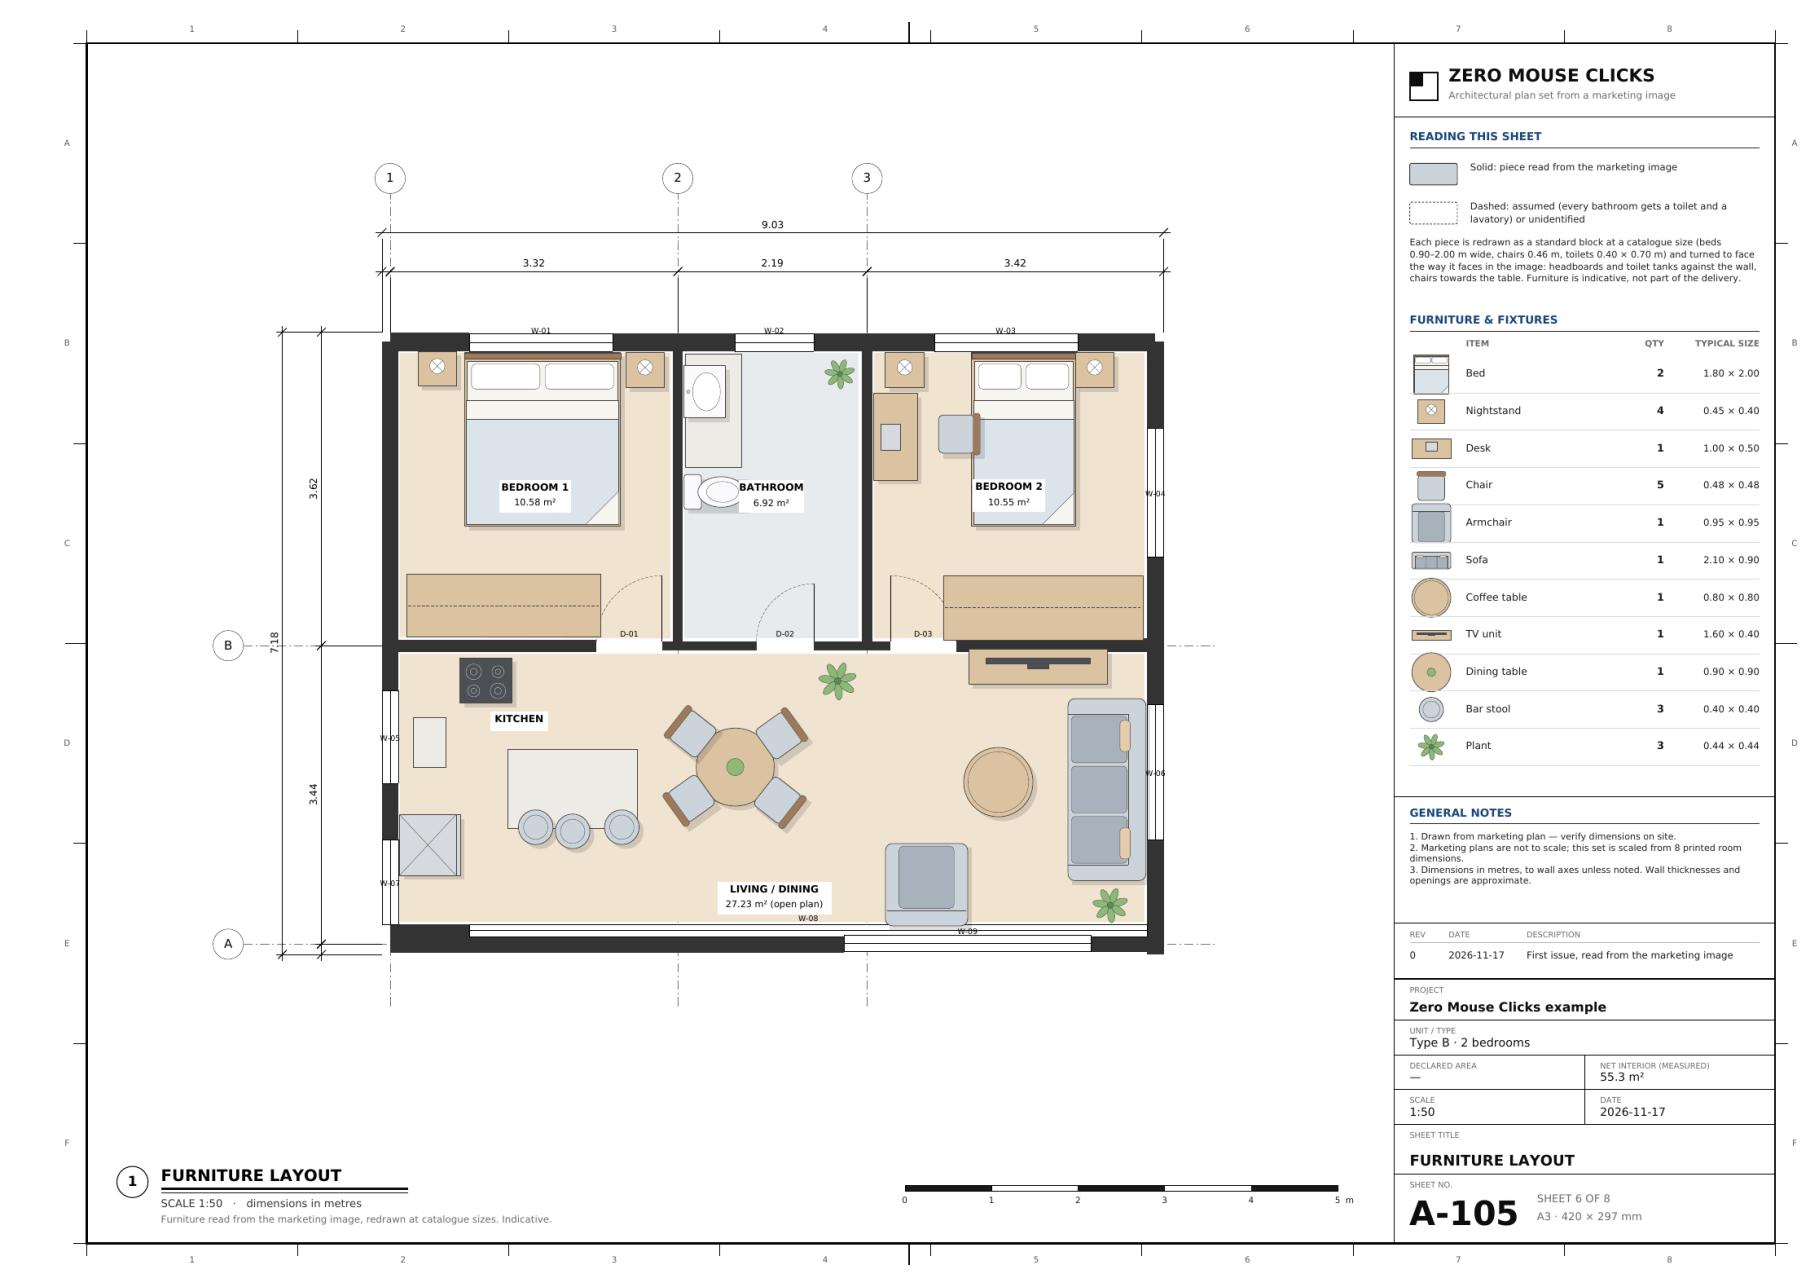 1 2 3 4 5 6 7 8
A
B
C
D
E
F
1 2 3
9.03
3.32 2.19 3.42
W-01 W-02 W-03
3.62
BEDROOM 1
10.58 m²
BATHROOM
6.92 m²
BEDROOM 2
10.55 m²
W-04
D-01 D-02 D-03
B
7.18
KITCHEN
W-05
W-06
3.44
W-07
LIVING / DINING
27.23 m² (open plan)
W-08
W-09
A
1
FURNITURE LAYOUT
SCALE 1:50 · dimensions in metres
Furniture read from the marketing image, redrawn at catalogue sizes. Indicative.
0 1 2 3 4 5 m
ZERO MOUSE CLICKS
Architectural plan set from a marketing image
READING THIS SHEET
Solid: piece read from the marketing image
Dashed: assumed (every bathroom gets a toilet and a
lavatory) or unidentified
Each piece is redrawn as a standard block at a catalogue size (beds
0.90–2.00 m wide, chairs 0.46 m, toilets 0.40 × 0.70 m) and turned to face
the way it faces in the image: headboards and toilet tanks against the wall,
chairs towards the table. Furniture is indicative, not part of the delivery.
FURNITURE & FIXTURES
ITEM QTY TYPICAL SIZE
Bed 2 1.80 × 2.00
Nightstand 4 0.45 × 0.40
Desk 1 1.00 × 0.50
Chair 5 0.48 × 0.48
Armchair 1 0.95 × 0.95
Sofa 1 2.10 × 0.90
Coffee table 1 0.80 × 0.80
TV unit 1 1.60 × 0.40
Dining table 1 0.90 × 0.90
Bar stool 3 0.40 × 0.40
Plant 3 0.44 × 0.44
GENERAL NOTES
1. Drawn from marketing plan — verify dimensions on site.
2. Marketing plans are not to scale; this set is scaled from 8 printed room
dimensions.
3. Dimensions in metres, to wall axes unless noted. Wall thicknesses and
openings are approximate.
REV DATE DESCRIPTION
0 2026-11-17 First issue, read from the marketing image
PROJECT
Zero Mouse Clicks example
UNIT / TYPE
Type B · 2 bedrooms
DECLARED AREA
—
NET INTERIOR (MEASURED)
55.3 m²
SCALE
1:50
DATE
2026-11-17
SHEET TITLE
FURNITURE LAYOUT
SHEET NO.
A-105
SHEET 6 OF 8
A3 · 420 × 297 mm
A
B
C
D
E
F
1 2 3 4 5 6 7 8